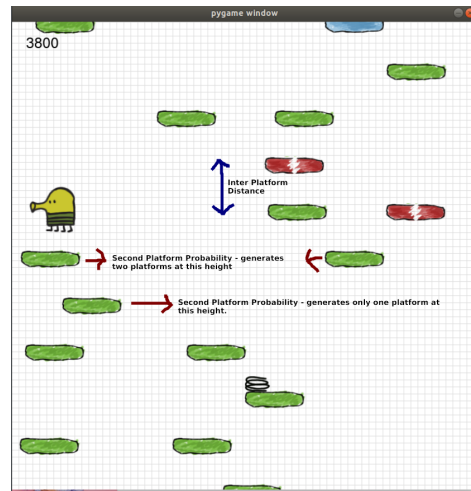 pygame window
3800
Inter Platform
Distance
Second Platform Probability - generates
two platforms at this height
Second Platform Probability - generates only one platform at
this height.